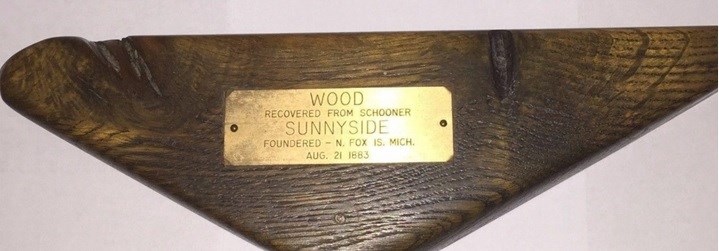 WOOD
RECOVERED FROM SCHOONER
SUNNYSIDE
FOUNDERED - N. FOX IS. MICH.
AUG. 21 1883